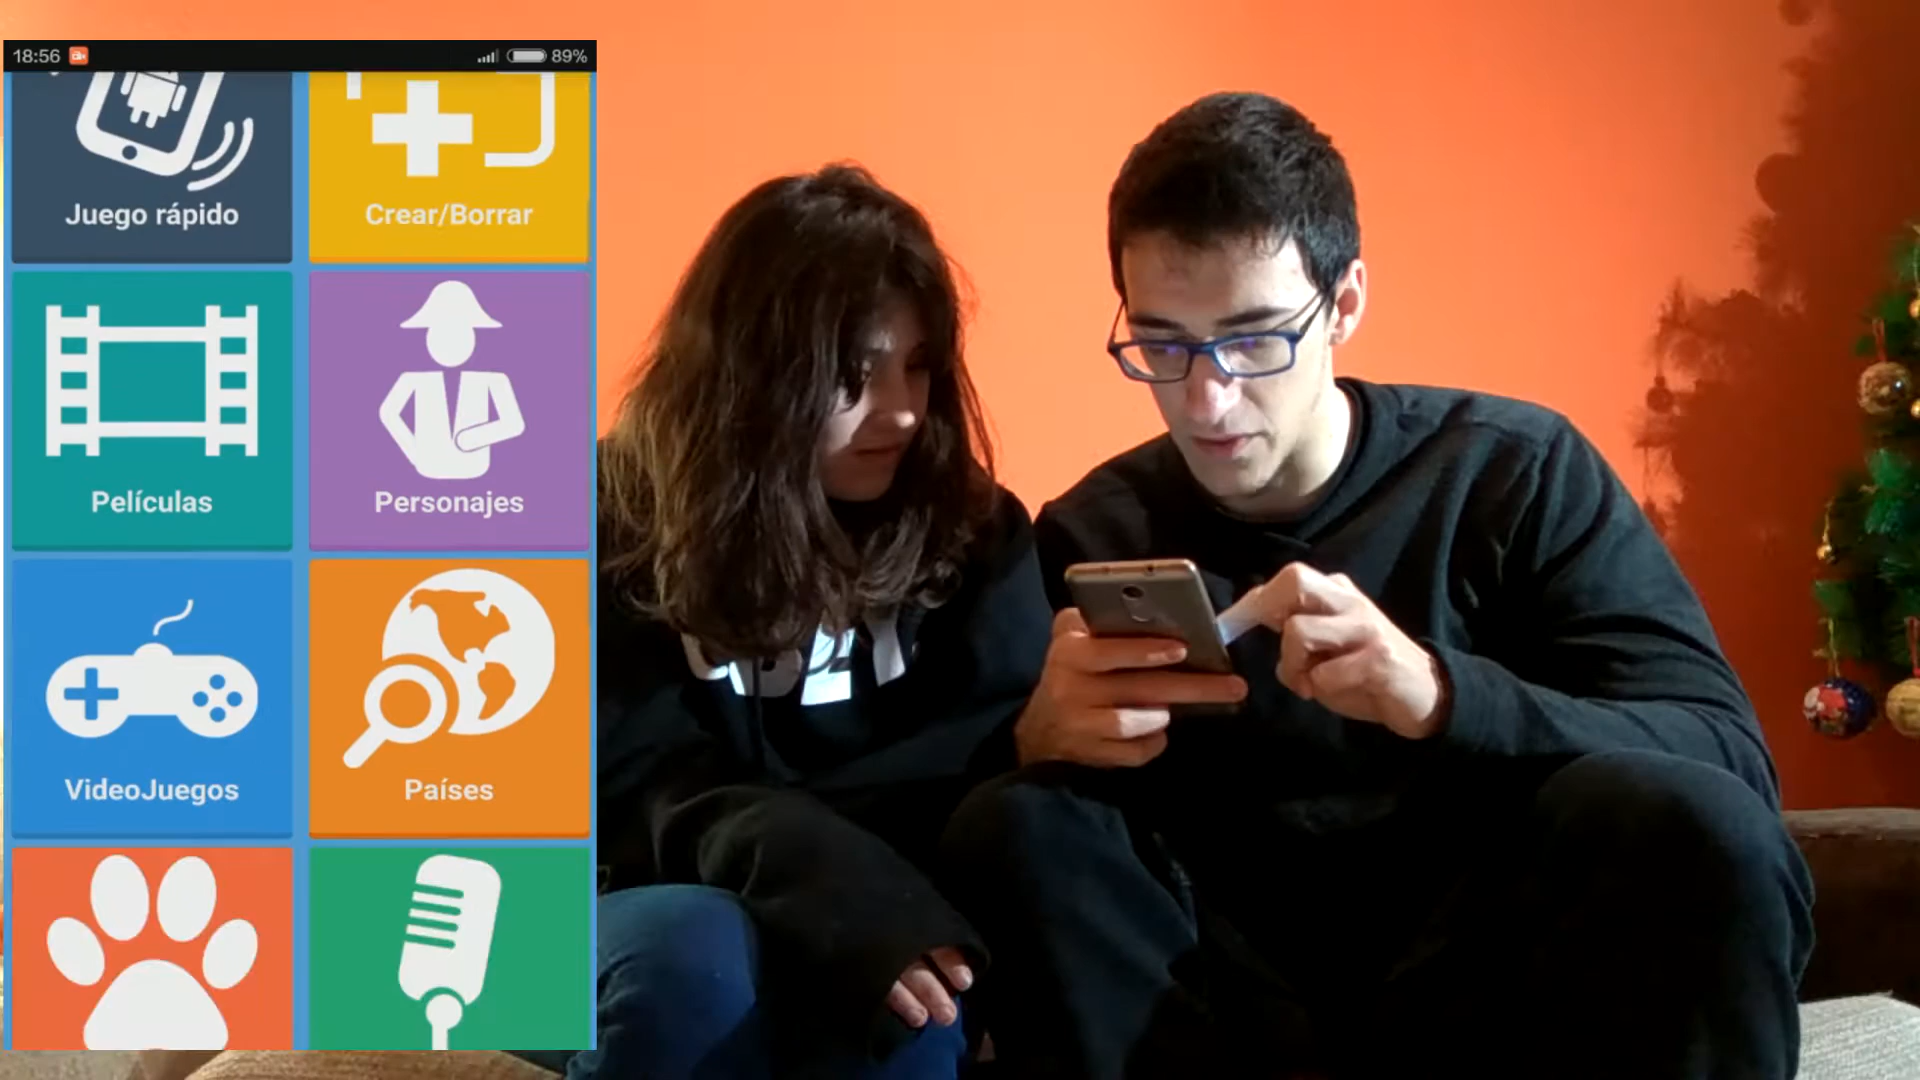 18:56
89%
Juego rápido
Crear/Borrar
Películas
Personajes
VideoJuegos
Países